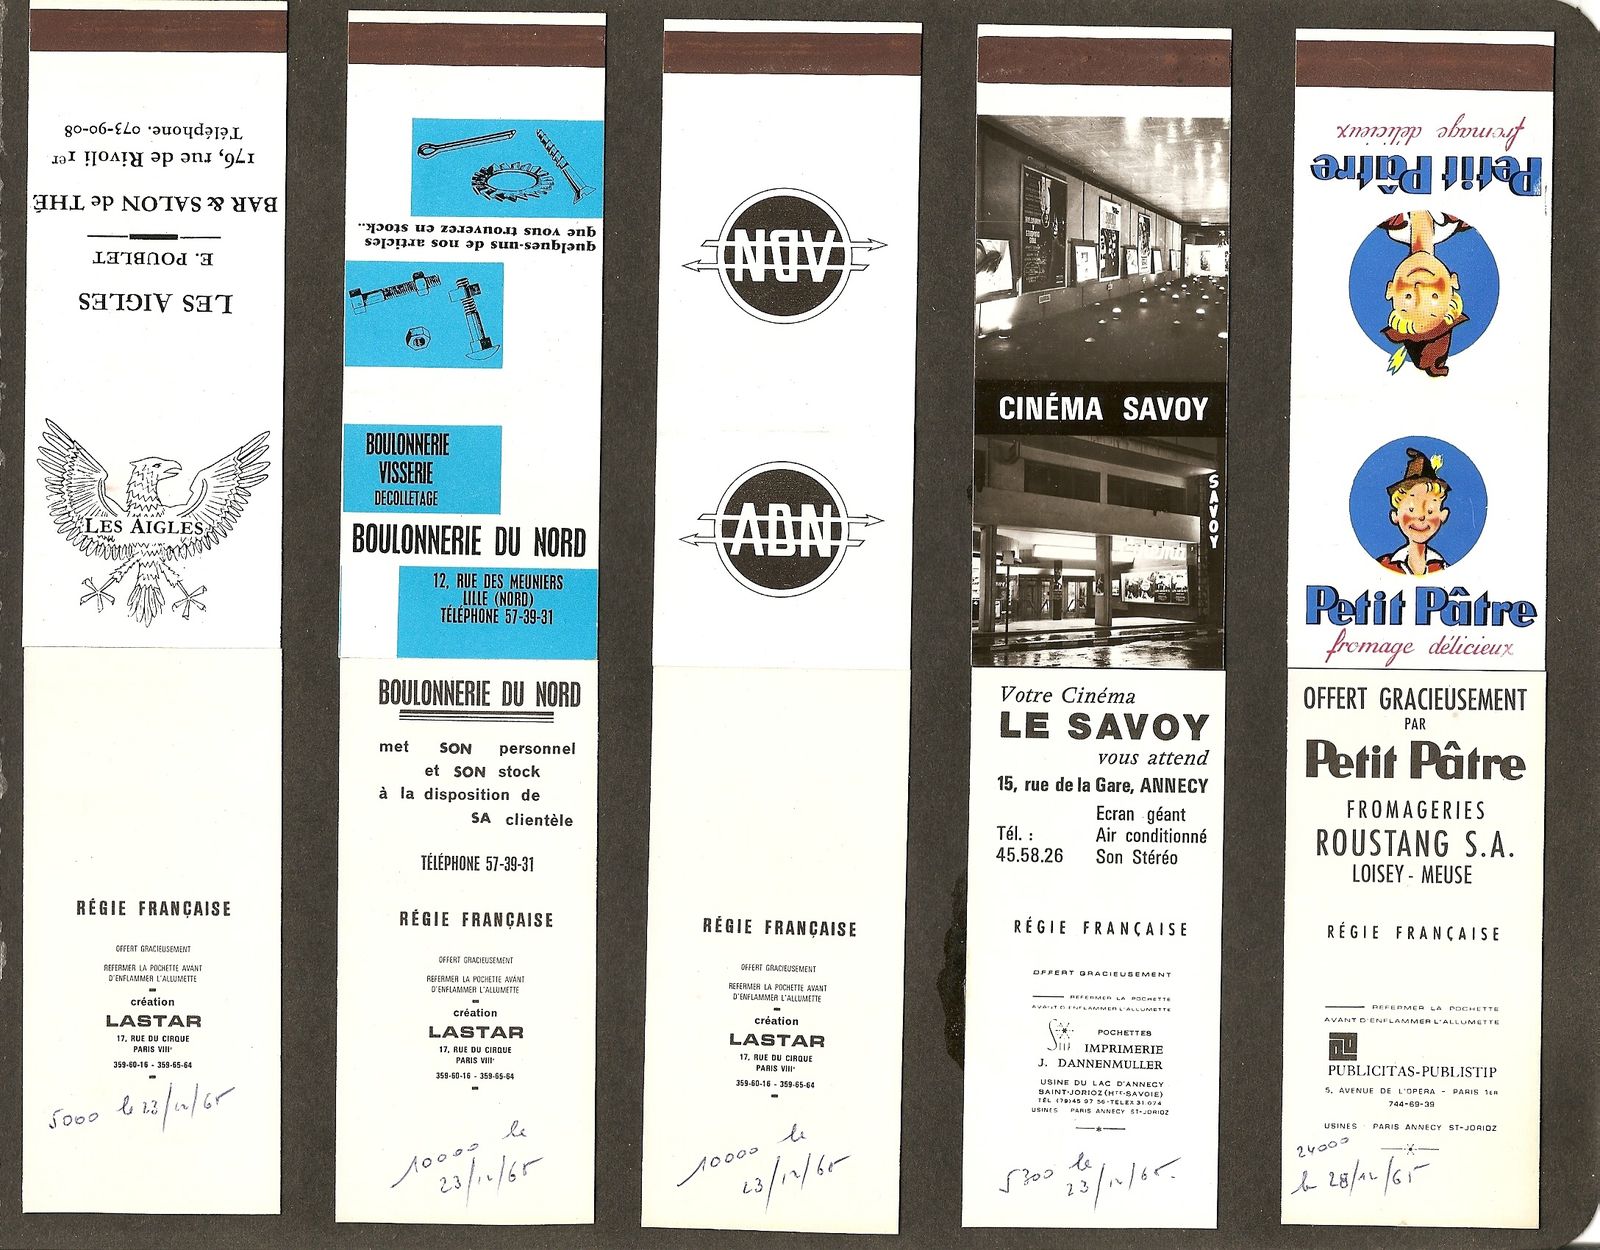 Téléphone. 073-90-08
176, rue de Rivoli 1er
BAR & SALON de THÉ
E. POUBLET
LES AIGLES
LES AIGLES
RÉGIE FRANÇAISE
OFFERT GRACIEUSEMENT
REFERMER LA POCHETTE AVANT
D'ENFLAMMER L'ALLUMETTE
création
LASTAR
17, RUE DU CIRQUE
PARIS VIIIe
359-60-16 - 359-65-64
5000 le 23/12/65
quelques-uns de nos articles
que vous trouverez en stock..
BOULONNERIE
VISSERIE
DECOLLETAGE
BOULONNERIE DU NORD
12, RUE DES MEUNIERS
LILLE (NORD)
TÉLÉPHONE 57-39-31
BOULONNERIE DU NORD
met SON personnel
et SON stock
à la disposition de
SA clientèle
TÉLÉPHONE 57-39-31
RÉGIE FRANÇAISE
OFFERT GRACIEUSEMENT
REFERMER LA POCHETTE AVANT
D'ENFLAMMER L'ALLUMETTE
création
LASTAR
17, RUE DU CIRQUE
PARIS VIIIe
359-60-16 - 359-65-64
10000 le
23/12/65
ADN
ADN
RÉGIE FRANÇAISE
OFFERT GRACIEUSEMENT
REFERMER LA POCHETTE AVANT
D'ENFLAMMER L'ALLUMETTE
création
LASTAR
17, RUE DU CIRQUE
PARIS VIIIe
359-60-16 - 359-65-64
10000 le
23/12/65
CINÉMA SAVOY
SAVOY
Votre Cinéma
LE SAVOY
vous attend
15, rue de la Gare, ANNECY
Ecran géant
Tél. : Air conditionné
45.58.26 Son Stéréo
RÉGIE FRANÇAISE
OFFERT GRACIEUSEMENT
REFERMER LA POCHETTE
AVANT D'ENFLAMMER L'ALLUMETTE
POCHETTES
IMPRIMERIE
J. DANNENMULLER
USINE DU LAC D'ANNECY
SAINT-JORIOZ (HTE-SAVOIE)
TÉL (79) 45 97 56 - TELEX 31.074
USINES PARIS ANNECY ST-JORIOZ
5300 le
23/12/65.
fromage délicieux
Petit Pâtre
Petit Pâtre
fromage délicieux
OFFERT GRACIEUSEMENT
PAR
Petit Pâtre
FROMAGERIES
ROUSTANG S.A.
LOISEY - MEUSE
RÉGIE FRANÇAISE
REFERMER LA POCHETTE
AVANT D'ENFLAMMER L'ALLUMETTE
PUBLICITAS-PUBLISTIP
5, AVENUE DE L'OPÉRA - PARIS 1ER
744-69-39
USINES · PARIS ANNECY ST-JORIOZ
24000
le 28/12/65